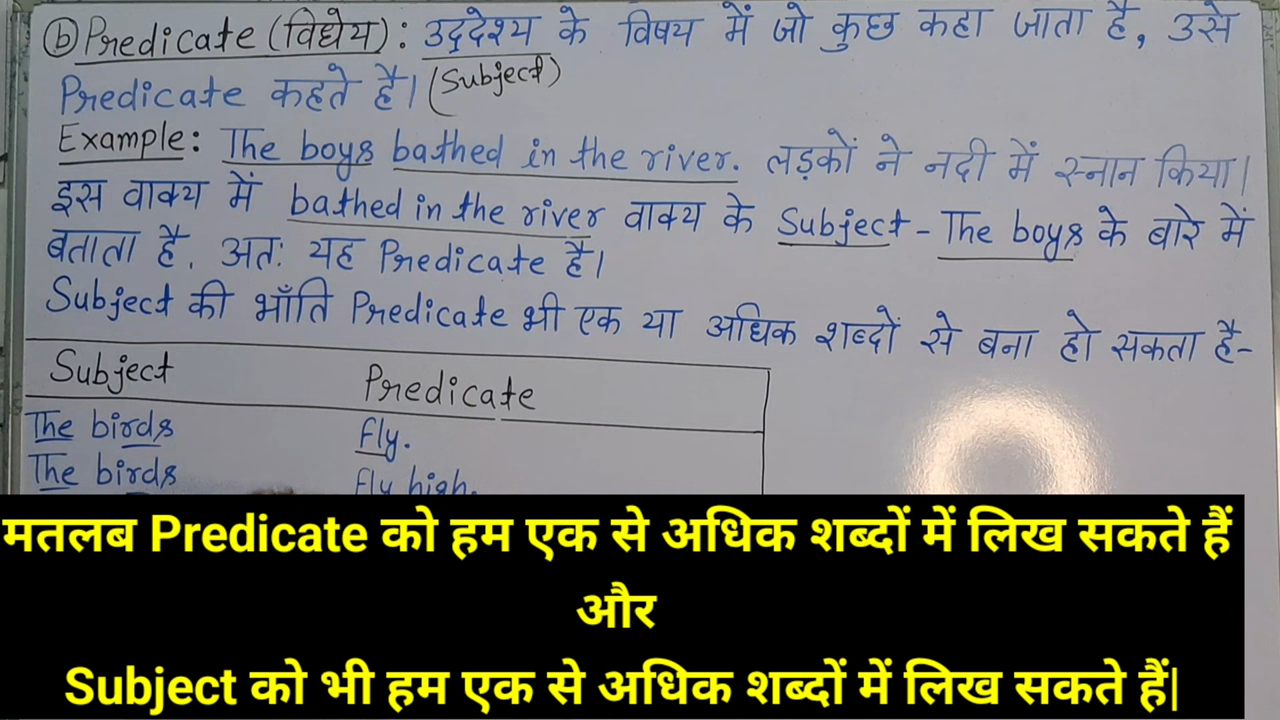 ⓑ Predicate (विधेय) : उद्देश्य के विषय में जो कुछ कहा जाता है, उसे
Predicate कहते है। (Subject)
Example: The boys bathed in the river. लड़कों ने नदी में स्नान किया।
इस वाक्य में bathed in the river वाक्य के Subject - The boys के बारे में
बताता है. अतः यह Predicate है।
Subject की भाँति Predicate भी एक या अधिक शब्दों से बना हो सकता है-
Subject Predicate
The birds fly.
The birds fly high.
मतलब Predicate को हम एक से अधिक शब्दों में लिख सकते हैं
और
Subject को भी हम एक से अधिक शब्दों में लिख सकते हैं|